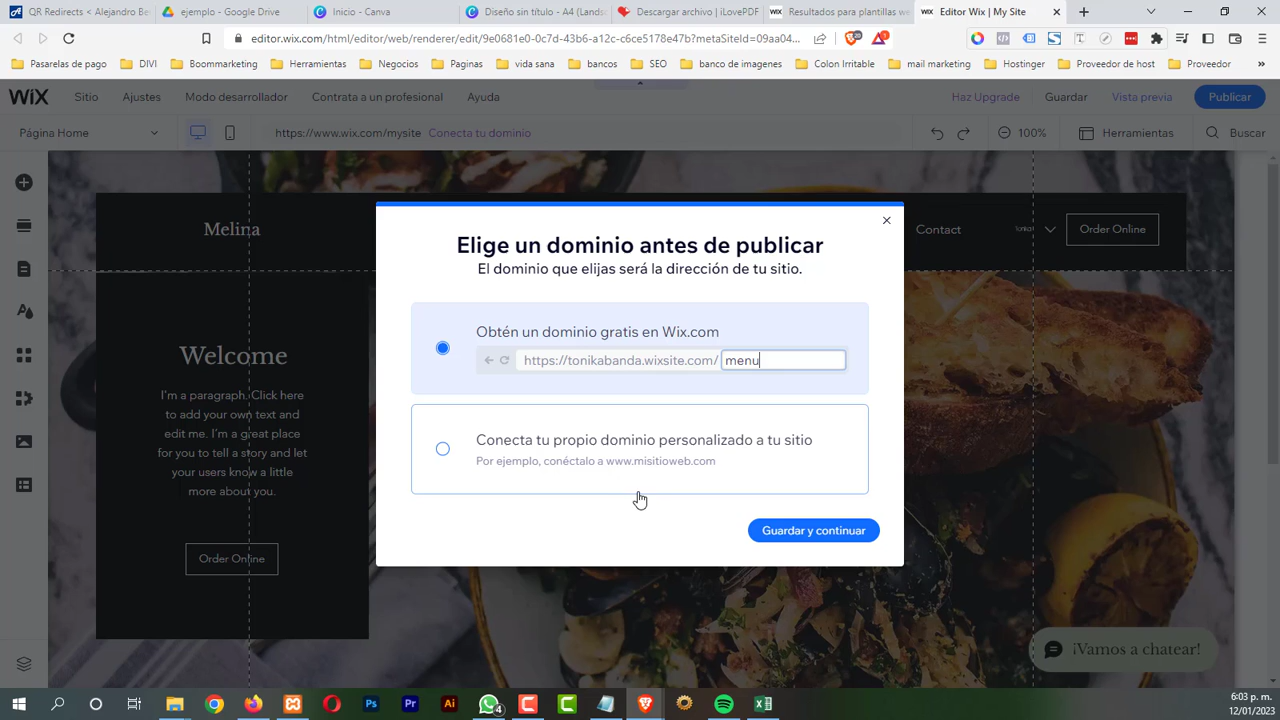 QR Redirects < Alejandro Be
ejemplo - Google Drive
Inicio - Canva
Diseño sin título - A4 (Lands
Descargar archivo | iLovePDF
Resultados para plantillas we
Editor Wix | My Site
editor.wix.com/html/editor/web/renderer/edit/9e0681e0-0c7d-43b6-a12c-c6ce5178e47b?metaSiteId=09aa04...
Pasarelas de pago
DIVI
Boommarketing
Herramientas
Negocios
Paginas
vida sana
bancos
SEO
banco de imagenes
Colon Irritable
mail marketing
Hostinger
Proveedor de host
Proveedor
»
WiX
Sitio
Ajustes
Modo desarrollador
Contrata a un profesional
Ayuda
Haz Upgrade
Guardar
Vista previa
Publicar
Página Home
https://www.wix.com/mysite Conecta tu dominio
100%
Herramientas
Buscar
Melina
Contact
Order Online
Elige un dominio antes de publicar
El dominio que elijas será la dirección de tu sitio.
Obtén un dominio gratis en Wix.com
https://tonikabanda.wixsite.com/ menu
Conecta tu propio dominio personalizado a tu sitio
Por ejemplo, conéctalo a www.misitioweb.com
Guardar y continuar
Welcome
I'm a paragraph. Click here
to add your own text and
edit me. I'm a great place
for you to tell a story and let
your users know a little
more about you.
Order Online
¡Vamos a chatear!
6:03 p. m.
12/01/2023